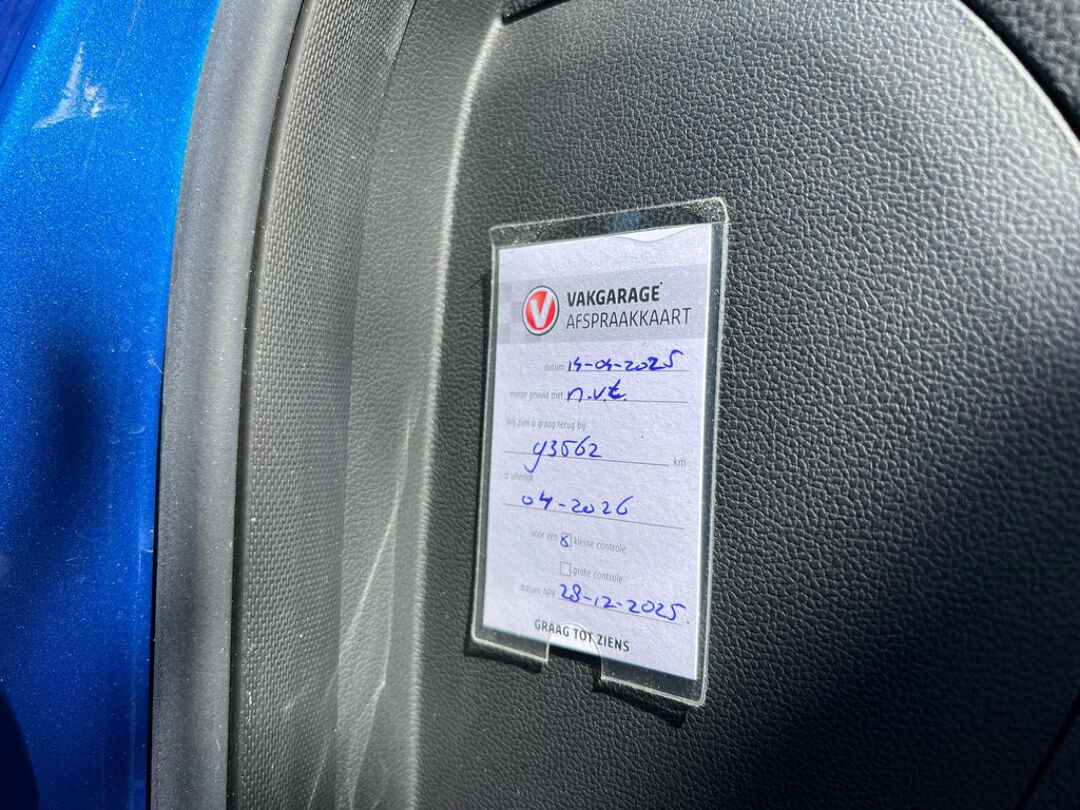 V VAKGARAGE
AFSPRAAKKAART
datum 14-04-2025
motor gevuld met n.v.t.
Wij zien u graag terug bij
93562 km
of uiterlijk
04-2026
voor een x kleine controle
grote controle
datum APK 28-12-2025.
GRAAG TOT ZIENS